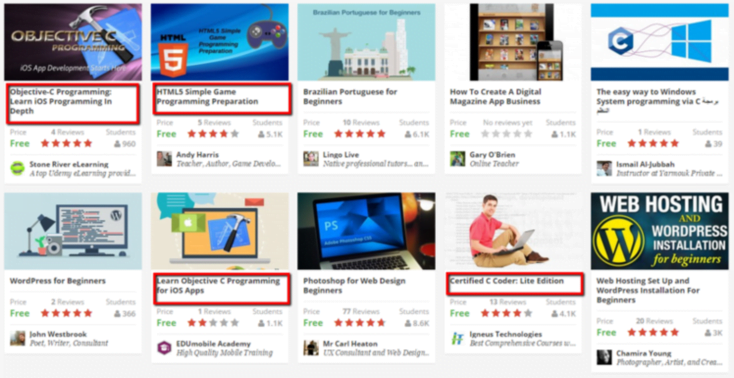 OBJECTIVE C
PROGRAMMING
iOS App Development Starts Here
Objective-C Programming:
Learn iOS Programming In
Depth
Price 4 Reviews Students
Free 960
Stone River eLearning
A top Udemy eLearning provid...
HTML
5
HTML5 Simple Game
Programming
Preparation
HTML5 Simple Game
Programming Preparation
Price 5 Reviews Students
Free 5.1K
Andy Harris
Teacher, Author, Game Develo...
Brazilian Portuguese for Beginners
Brazilian Portuguese for
Beginners
Price 10 Reviews Students
Free 6.1K
Lingo Live
Native professional tutors... an...
How To Create A Digital
Magazine App Business
Price No reviews yet Students
Free 1.1K
Gary O'Brien
Online Teacher
C
The easy way to Windows
System programming via C برمجة
النظم
Price 1 Reviews Students
Free 39
Ismail Al-Jubbah
Instructor at Yarmouk Private ...
WordPress for Beginners
Price 2 Reviews Students
Free 366
John Westbrook
Poet, Writer, Consultant
Learn Objective C Programming
for iOS Apps
Price 1 Reviews Students
Free 1.1K
EDUmobile Academy
High Quality Mobile Training
PS
Photoshop for Web Design
Beginners
Price 77 Reviews Students
Free 8.6K
Mr Carl Heaton
UX Consultant and Web Design...
Certified C Coder: Lite Edition
Price 13 Reviews Students
Free 4.1K
Igneus Technologies
Best Comprehensive Courses w...
WEB HOSTING
AND
WORDPRESS
INSTALLATION
for beginners
Web Hosting Set Up and
WordPress Installation For
Beginners
Price 20 Reviews Students
Free 3K
Chamira Young
Photographer, Artist, and Crea...